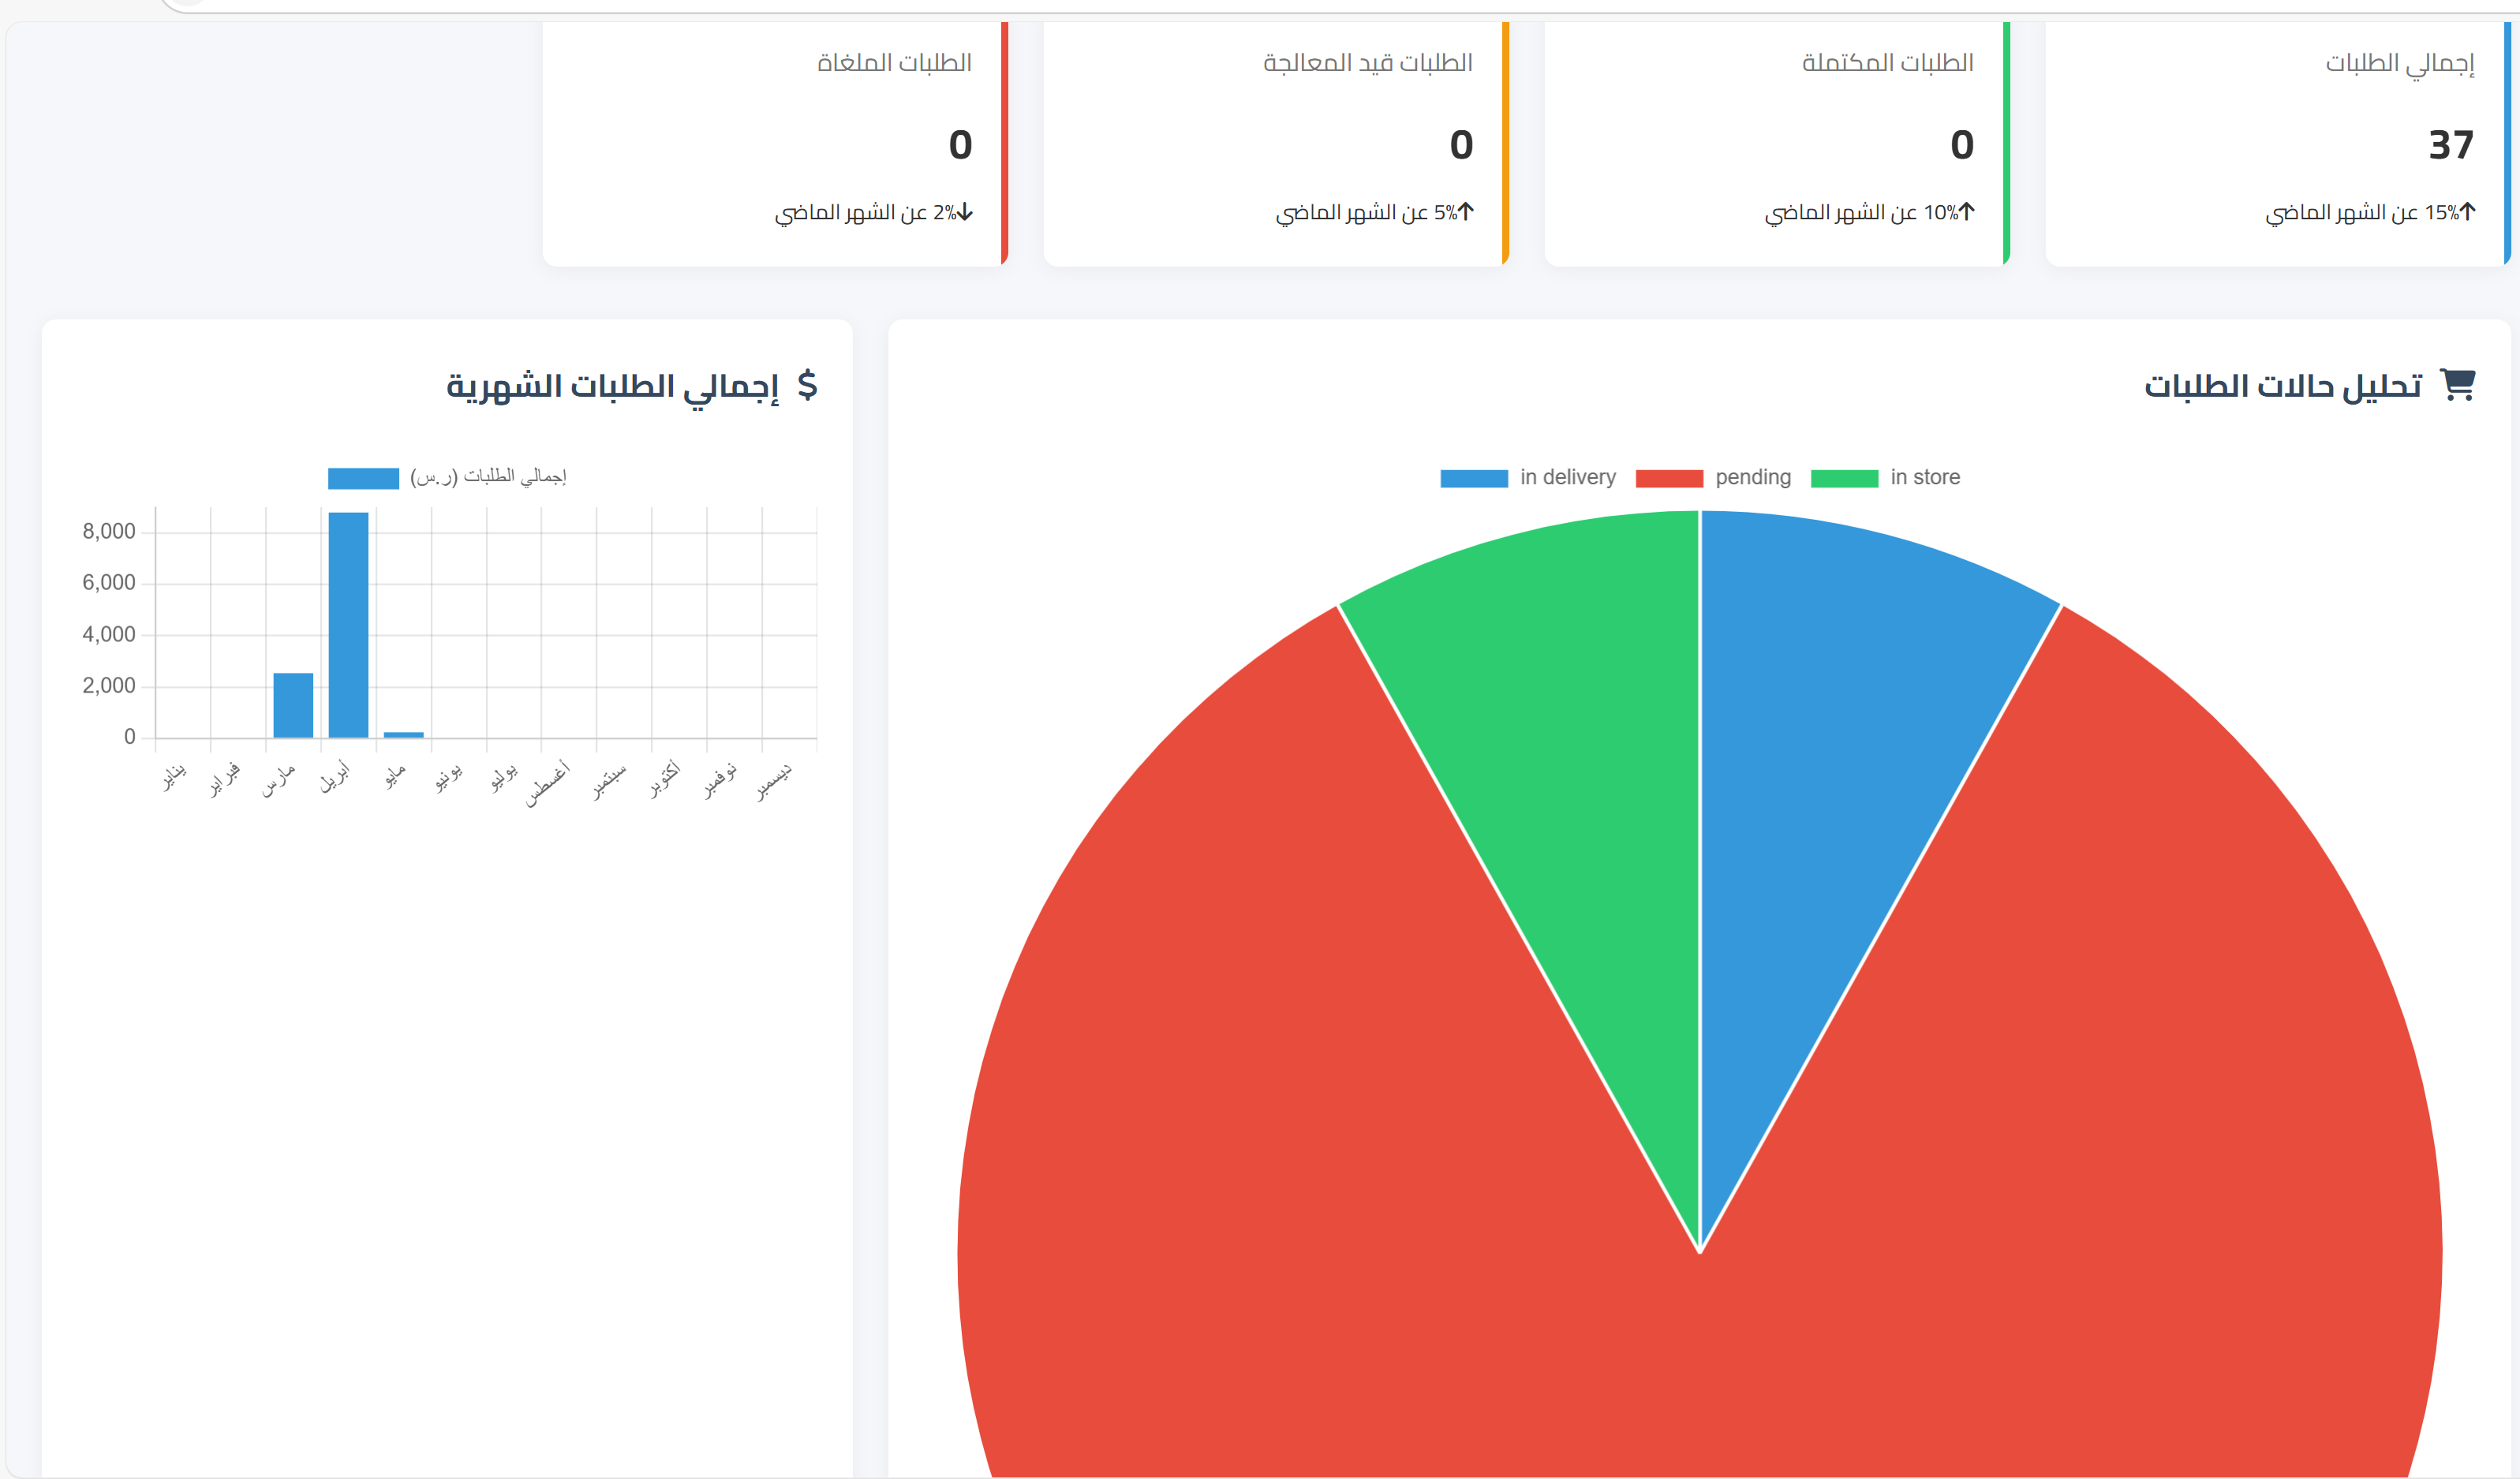 إجمالي الطلبات
37
15% عن الشهر الماضي
الطلبات المكتملة
0
10% عن الشهر الماضي
الطلبات قيد المعالجة
0
5% عن الشهر الماضي
الطلبات الملغاة
0
2% عن الشهر الماضي
تحليل حالات الطلبات
in delivery
pending
in store
$ إجمالي الطلبات الشهرية
إجمالي الطلبات (ر.س)
8,000
6,000
4,000
2,000
0
يناير
فبراير
مارس
أبريل
مايو
يونيو
يوليو
أغسطس
سبتمبر
أكتوبر
نوفمبر
ديسمبر